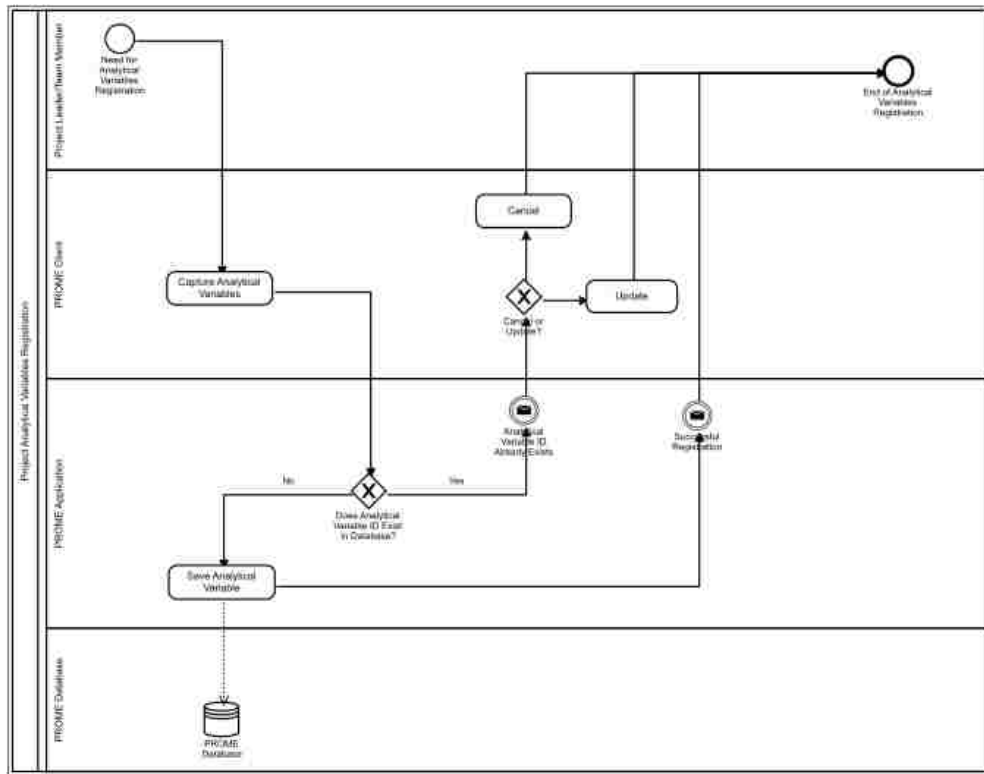 Project Analytical Variables Registration
Project Leader/Team Member
Need for
Analytical
Variables
Registration
End of Analytical
Variables
Registration
PROME Client
Capture Analytical
Variables
Cancel
Cancel or
Update?
Update
PROME Application
Analytical
Variable ID
Already Exists
Successful
Registration
No
Yes
Does Analytical
Variable ID Exist
in Database?
Save Analytical
Variable
PROME Database
PROME
Database